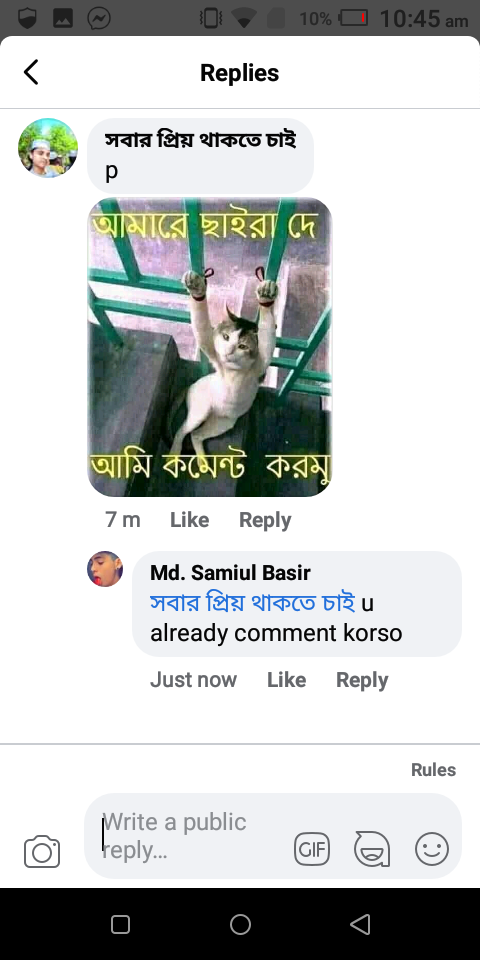 10% 10:45 am
Replies
সবার প্রিয় থাকতে চাই
p
আমারে ছাইরা দে
আমি কমেন্ট করমু
7 m Like Reply
Md. Samiul Basir
সবার প্রিয় থাকতে চাই u
already comment korso
Just now Like Reply
Rules
Write a public
reply...
GIF